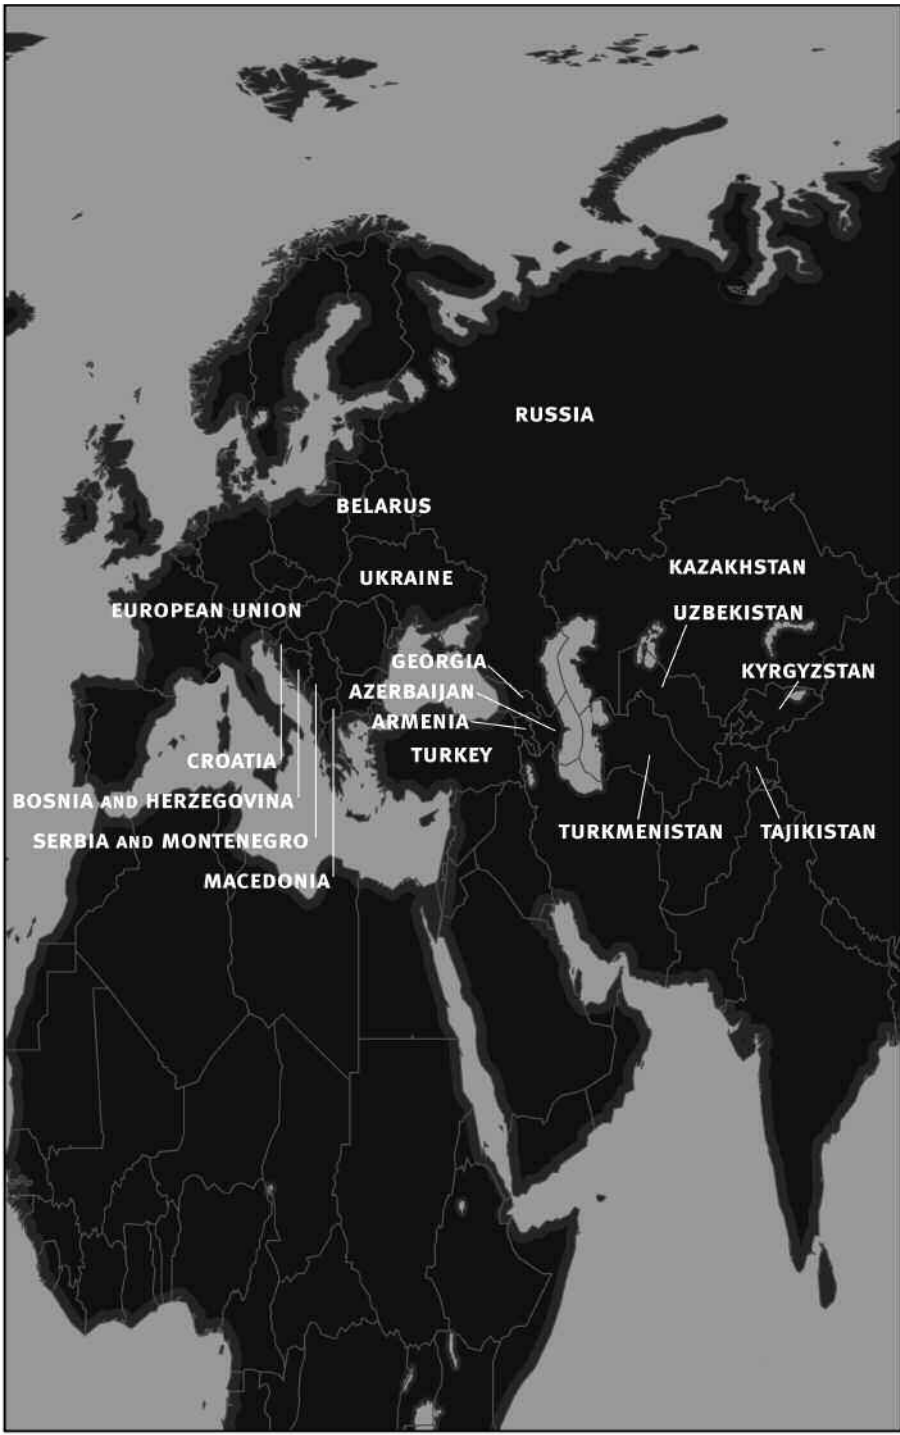 RUSSIA
BELARUS
UKRAINE
KAZAKHSTAN
EUROPEAN UNION
UZBEKISTAN
GEORGIA
KYRGYZSTAN
AZERBAIJAN
ARMENIA
TURKEY
CROATIA
BOSNIA AND HERZEGOVINA
TURKMENISTAN
TAJIKISTAN
SERBIA AND MONTENEGRO
MACEDONIA